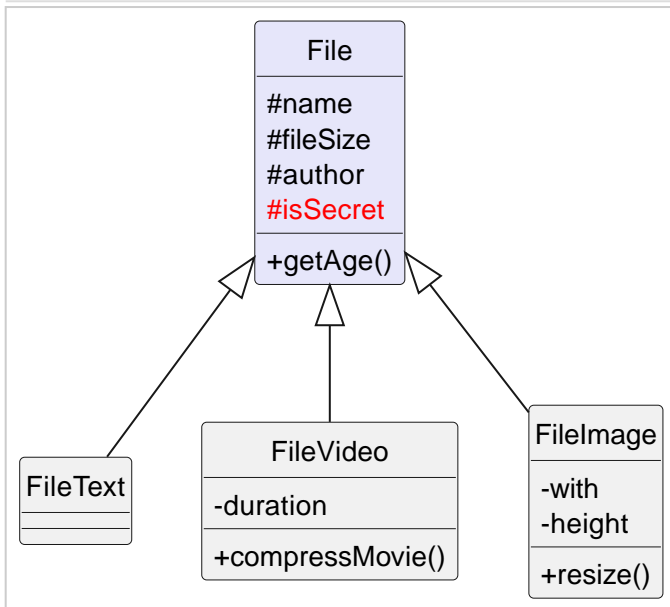 File
#name
#fileSize
#author
#isSecret
+getAge()
FileText
FileVideo
-duration
+compressMovie()
FileImage
-with
-height
+resize()